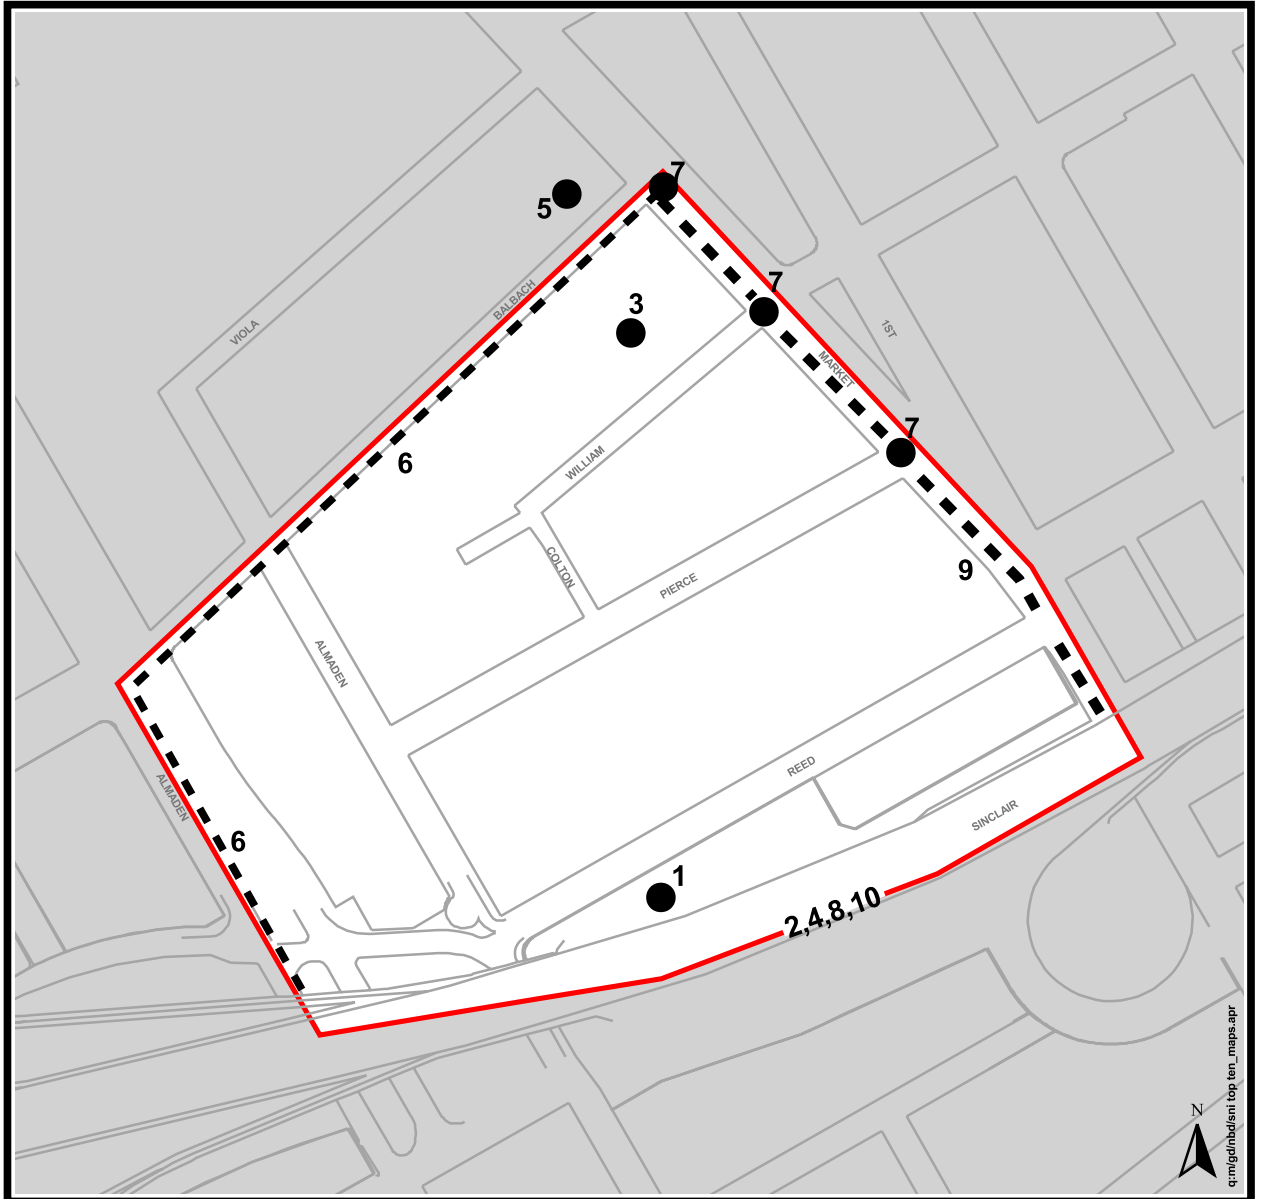 7
5
BALBACH
3
7
VIOLA
1ST
MARKET
7
6
WILLIAM
COLTON
9
PIERCE
ALMADEN
REED
ALMADEN
SINCLAIR
6
1
2,4,8,10
N
q:m/gd/nbd/sni top ten_maps.apr